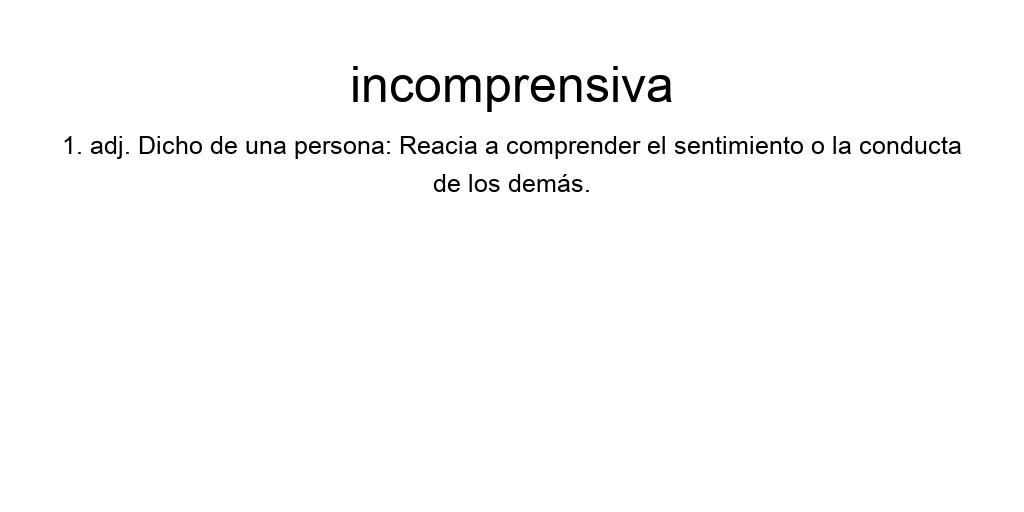 incomprensiva
1. adj. Dicho de una persona: Reacia a comprender el sentimiento o la conducta
de los demás.